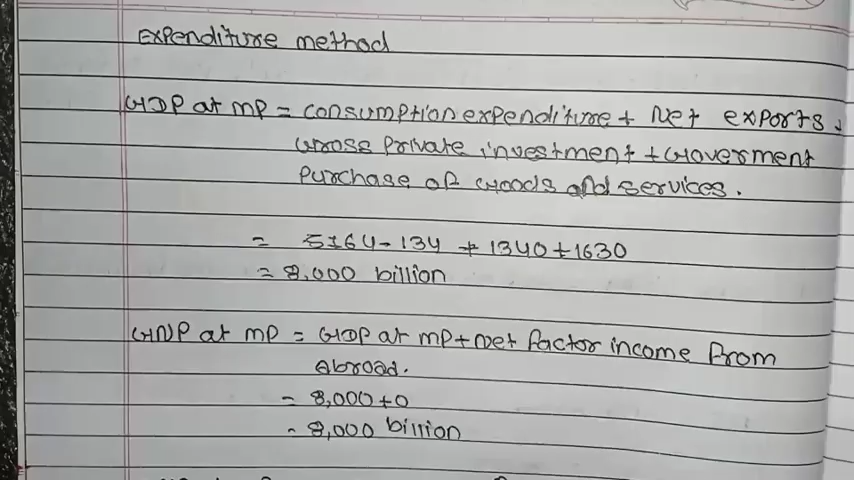 Expenditure method
GDP at mp = consumption expenditure + Net exports +
Gross private investment + Goverment
purchase of goods and services.
= 5164 - 134 + 1340 + 1630
= 8,000 billion
GNP at mp = GDP at mp + Net factor income from
abroad.
= 8,000 + 0
= 8,000 billion